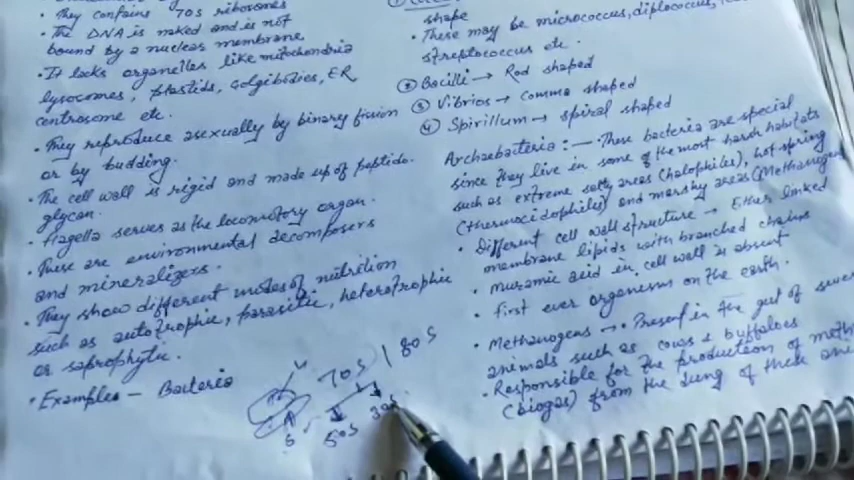 • They contains 70s ribosomes
• The DNA is naked and is not
bound by a nuclear membrane
• It lacks organelles like mitochondria
lysocomes, plastids, golgibodies, ER
centrosome etc.
• They reproduce asexually by binary fission
or by budding.
• The cell wall is rigid and made up of peptido-
glycan.
• Flagella serves as the locomotory organ.
• These are environmental decomposers
and mineralizers.
• They show different modes of nutrition
such as autotrophic, parasitic, heterotrophic
or saprophytic.
• Examples - Bacteria
70s / 80s
50s 30s
shape
• These may be micrococcus, diplococcus,
streptococcus etc.
② Bacilli → Rod shaped
③ Vibrios → Comma shaped
④ Spirillum → spiral shaped
Archaebacteria :— These bacteria are special
since they live in some of the most harsh habitats
such as extreme salty areas (halophiles), hot spring
(thermoacidophiles) and marshy areas (Methanogens
• Different cell wall structure → Ether linked
membrane lipids with branched chains
• muramic acid in cell wall is absent
• first ever organisms on the earth.
• Methanogens → • Present in the gut of
animals such as cows & buffaloes
• Responsible for the production of
(biogas) from the dung of these